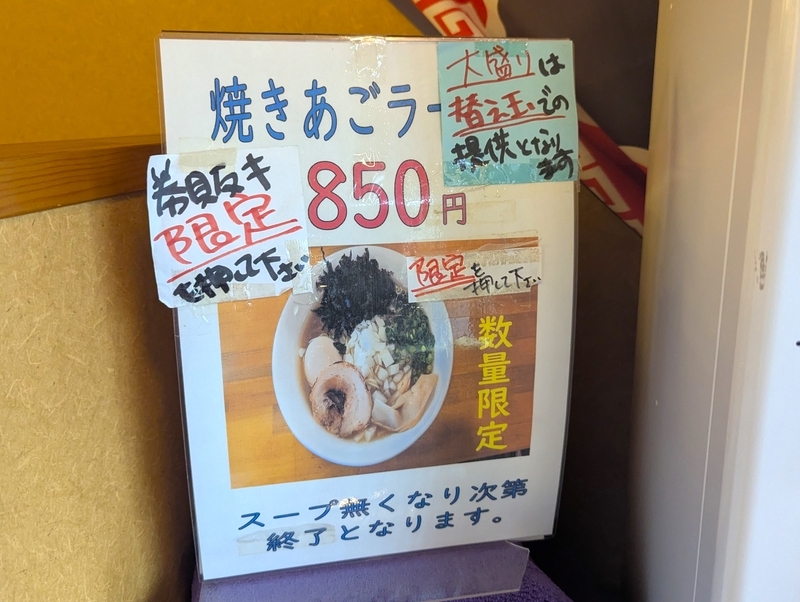 焼きあごラー
大盛りは
替え玉での
提供となり
ます
850円
券販キ
限定
を押して下さい
限定を
押して下さい
数量限定
スープ無くなり次第
終了となります。